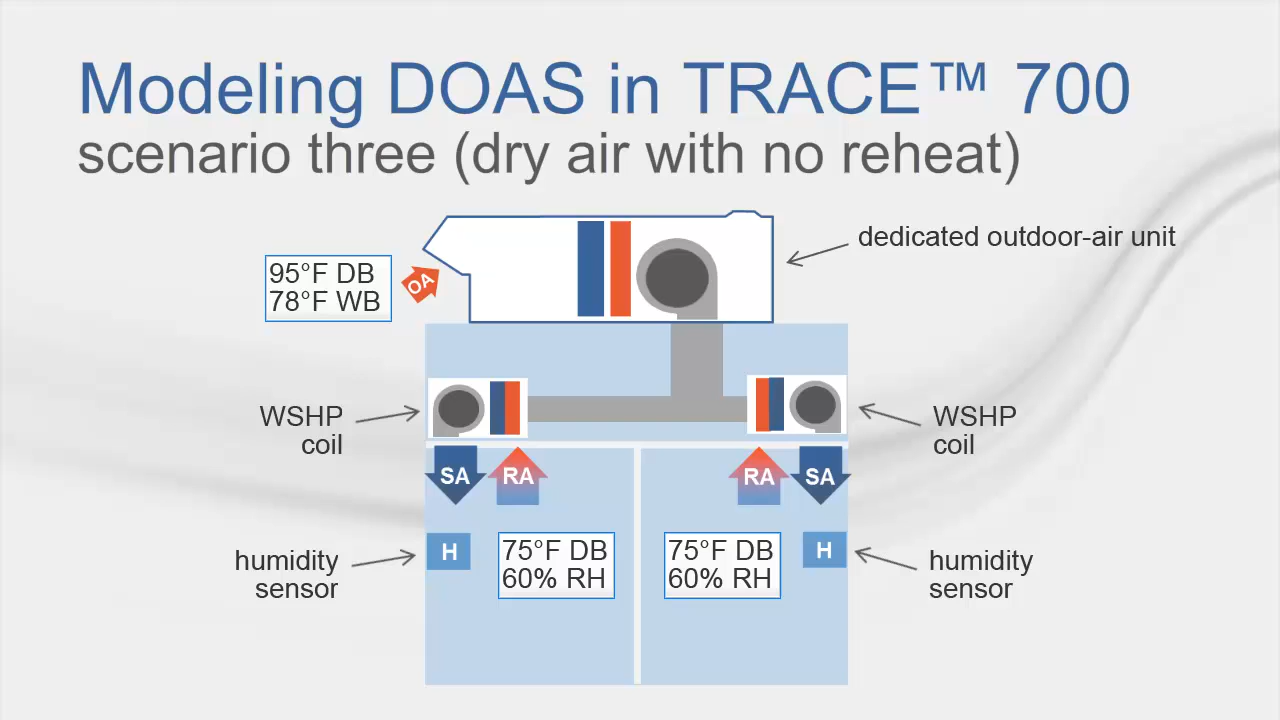 Modeling DOAS in TRACE™ 700
scenario three (dry air with no reheat)
dedicated outdoor-air unit
95°F DB
78°F WB
OA
WSHP
coil
WSHP
coil
SA
RA
RA
SA
humidity
sensor
H
75°F DB
60% RH
75°F DB
60% RH
H
humidity
sensor